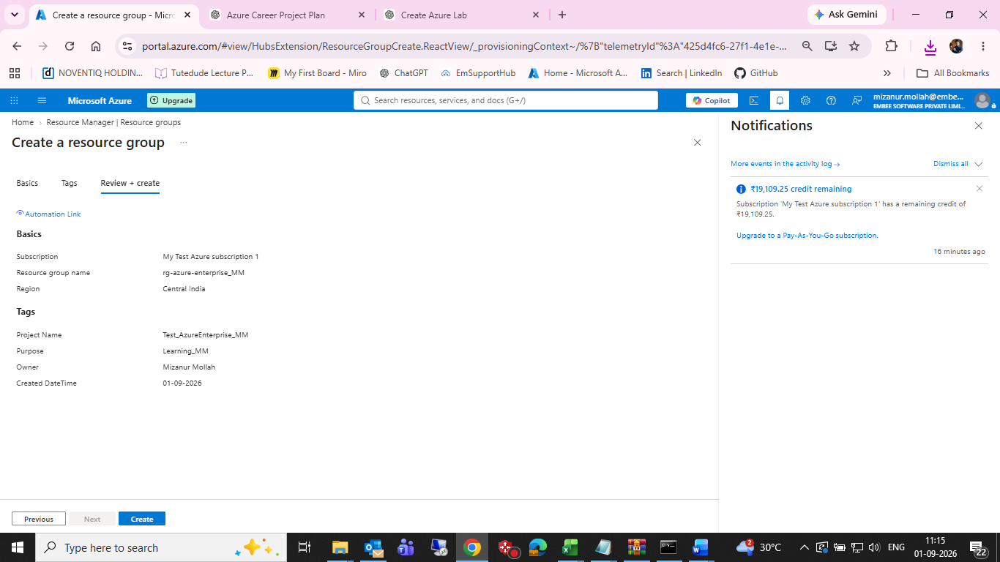 Create a resource group - Micro
Azure Career Project Plan
Create Azure Lab
Ask Gemini
portal.azure.com/#view/HubsExtension/ResourceGroupCreate.ReactView/_provisioningContext~/%7B"telemetryId"%3A"425d4fc6-27f1-4e1e-...
NOVENTIQ HOLDIN...
Tutedude Lecture P...
My First Board - Miro
ChatGPT
EmSupportHub
Home - Microsoft A...
Search | LinkedIn
GitHub
All Bookmarks
Microsoft Azure
Upgrade
Search resources, services, and docs (G+/)
Copilot
mizanur.mollah@embe...
EMBEE SOFTWARE PRIVATE LIMI...
Home > Resource Manager | Resource groups
Create a resource group ...
Basics Tags Review + create
Automation Link
Basics
Subscription My Test Azure subscription 1
Resource group name rg-azure-enterprise_MM
Region Central India
Tags
Project Name Test_AzureEnterprise_MM
Purpose Learning_MM
Owner Mizanur Mollah
Created DateTime 01-09-2026
Previous Next Create
Notifications
More events in the activity log → Dismiss all
₹19,109.25 credit remaining
Subscription 'My Test Azure subscription 1' has a remaining credit of
₹19,109.25.
Upgrade to a Pay-As-You-Go subscription.
16 minutes ago
Type here to search
2
30°C
ENG
11:15
01-09-2026
22